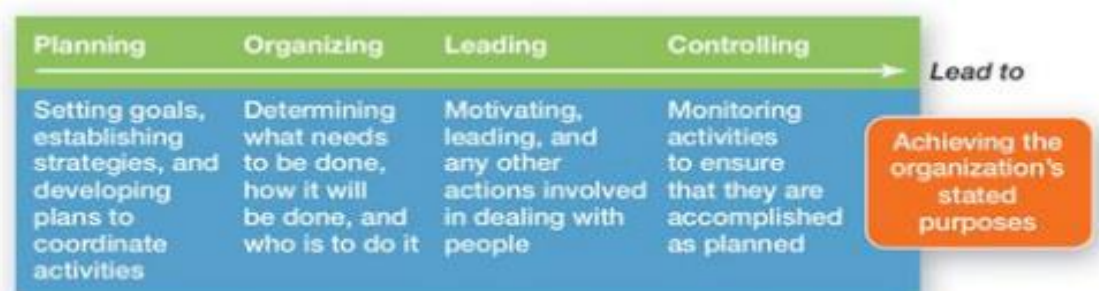 Planning
Organizing
Leading
Controlling
Lead to
Setting goals,
establishing
strategies, and
developing
plans to
coordinate
activities
Determining
what needs
to be done,
how it will
be done, and
who is to do it
Motivating,
leading, and
any other
actions involved
in dealing with
people
Monitoring
activities
to ensure
that they are
accomplished
as planned
Achieving the
organization's
stated
purposes